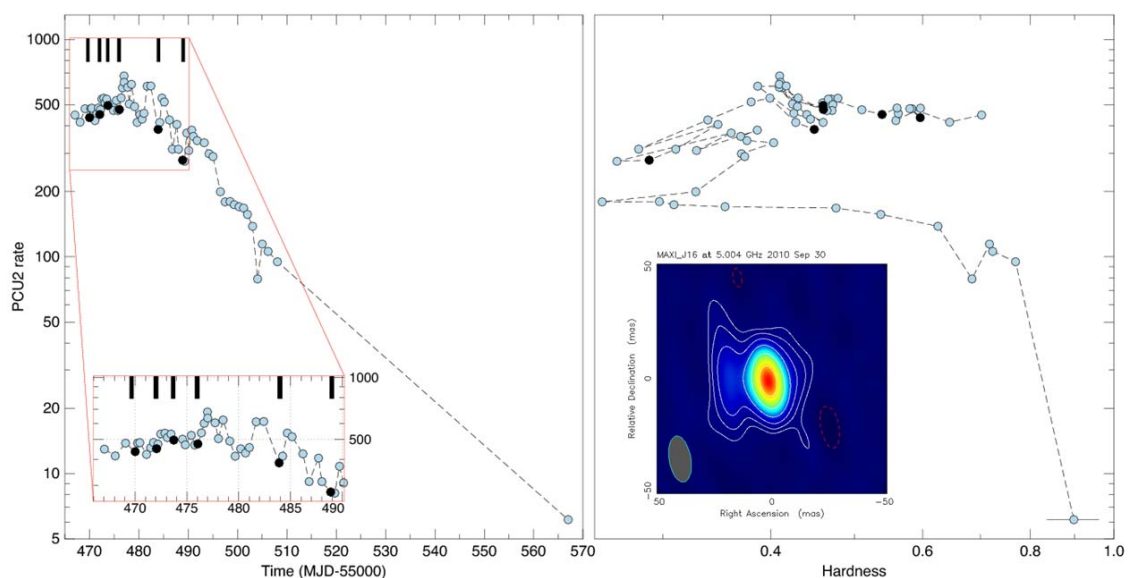 1000
500
200
100
50
20
10
5
PCU2 rate
470 480 490 500 510 520 530 540 550 560 570
Time (MJD-55000)
1000
500
470 475 480 485 490
MAXI_J16 at 5.004 GHz 2010 Sep 30
50
0
-50
Relative Declination (mas)
50 0 -50
Right Ascension (mas)
0.4 0.6 0.8 1.0
Hardness